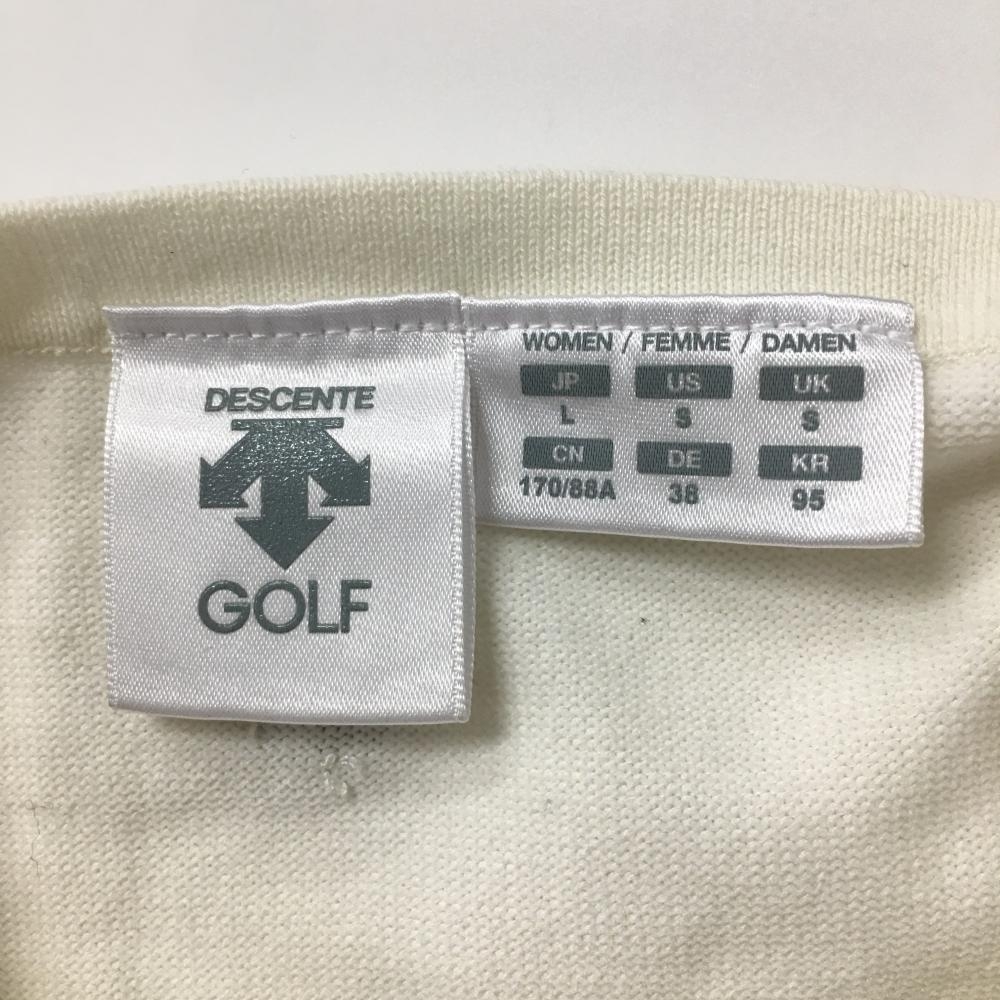 DESCENTE
GOLF
WOMEN / FEMME / DAMEN
JP US UK
L S S
CN DE KR
170/88A 38 95